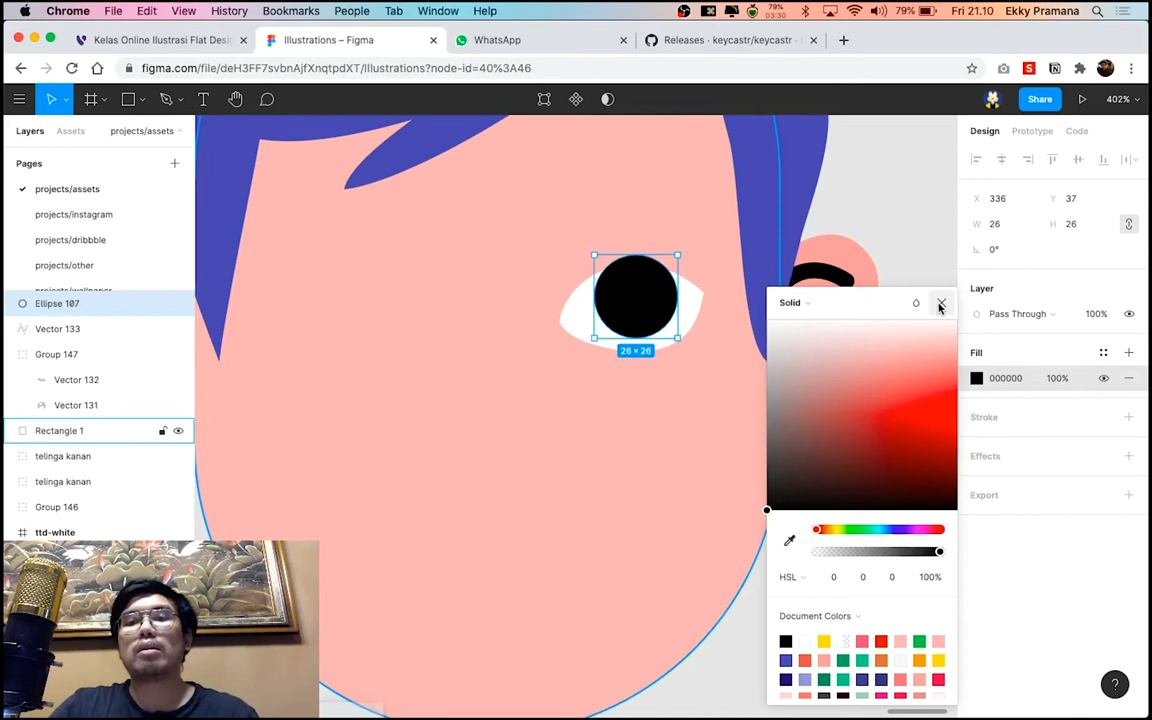 Chrome File Edit View History Bookmarks People Tab Window Help 79% 03:30 79% Fri 21.10 Ekky Pramana
Kelas Online Ilustrasi Flat Desi Illustrations – Figma WhatsApp Releases · keycastr/keycastr ·
figma.com/file/deH3FF7svbnAjfXnqtpdXT/Illustrations?node-id=40%3A46
Share 402%
Layers Assets projects/assets
Pages
projects/assets
projects/instagram
projects/dribbble
projects/other
projects/wallpaper
Ellipse 107
Vector 133
Group 147
Vector 132
Vector 131
Rectangle 1
telinga kanan
telinga kanan
Group 146
ttd-white
26 × 26
Solid
HSL 0 0 0 100%
Document Colors
Design Prototype Code
X 336 Y 37
W 26 H 26
0°
Layer
Pass Through 100%
Fill
000000 100%
Stroke
Effects
Export
?